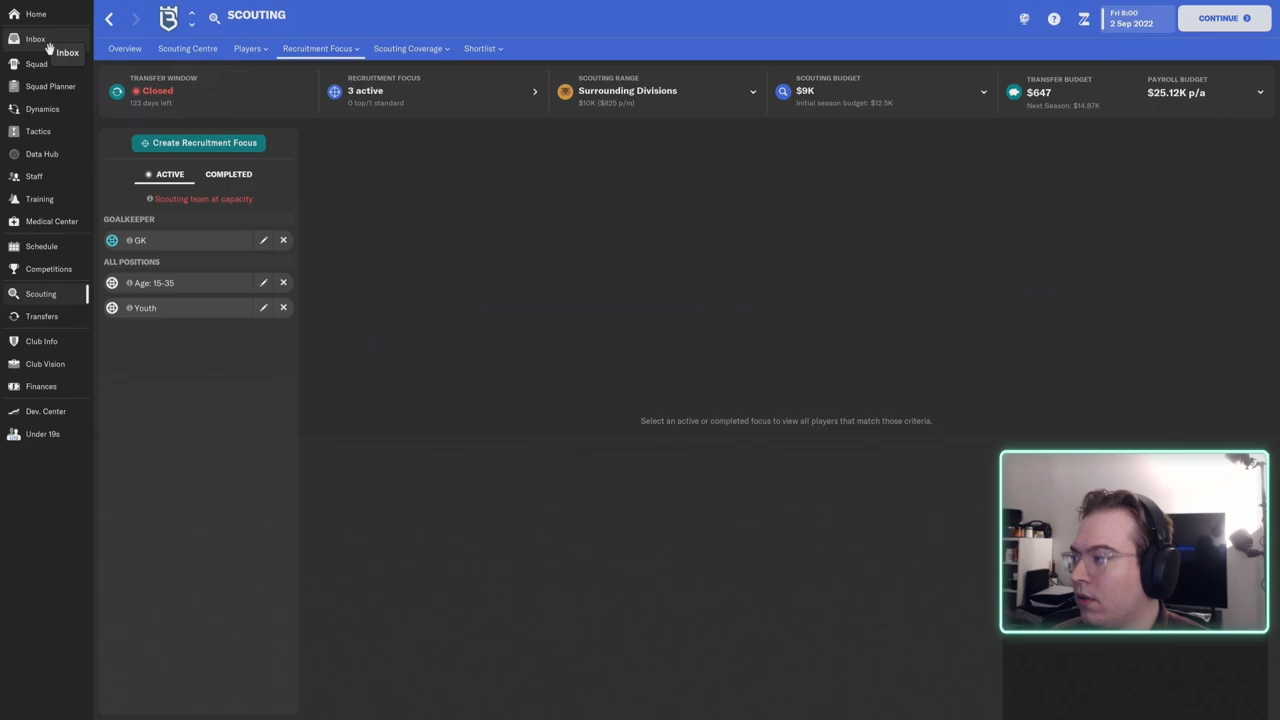 Home
Inbox
Inbox
Squad
Squad Planner
Dynamics
Tactics
Data Hub
Staff
Training
Medical Center
Schedule
Competitions
Scouting
Transfers
Club Info
Club Vision
Finances
Dev. Center
Under 19s
SCOUTING
Fri 8:00
2 Sep 2022
CONTINUE
Overview
Scouting Centre
Players
Recruitment Focus
Scouting Coverage
Shortlist
TRANSFER WINDOW
Closed
123 days left
RECRUITMENT FOCUS
3 active
0 top/1 standard
SCOUTING RANGE
Surrounding Divisions
$10K ($825 p/m)
SCOUTING BUDGET
$9K
Initial season budget: $12.5K
TRANSFER BUDGET
$647
Next Season: $14.87K
PAYROLL BUDGET
$25.12K p/a
Create Recruitment Focus
ACTIVE
COMPLETED
Scouting team at capacity
GOALKEEPER
GK
ALL POSITIONS
Age: 15-35
Youth
Select an active or completed focus to view all players that match those criteria.